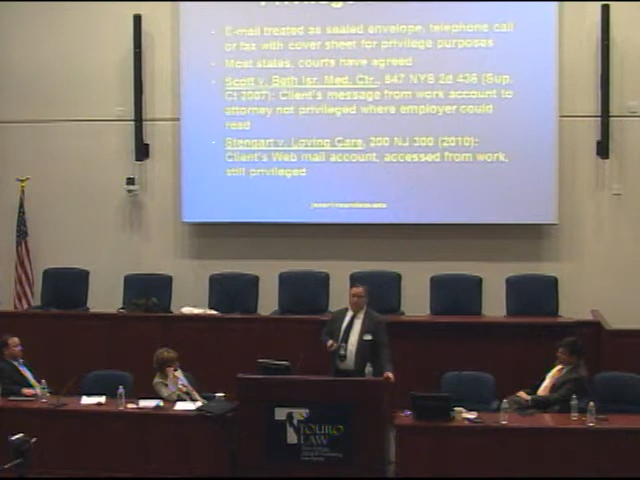 - E-mail treated as sealed envelope, telephone call
or fax with cover sheet for privilege purposes
- Most states, courts have agreed
- Scott v. Beth Isr. Med. Ctr., 847 NYS 2d 436 (Sup.
Ct 2007): Client's message from work account to
attorney not privileged where employer could
read
- Stengart v. Loving Care, 200 NJ 300 (2010):
Client's Web mail account, accessed from work,
still privileged
TOURO
LAW